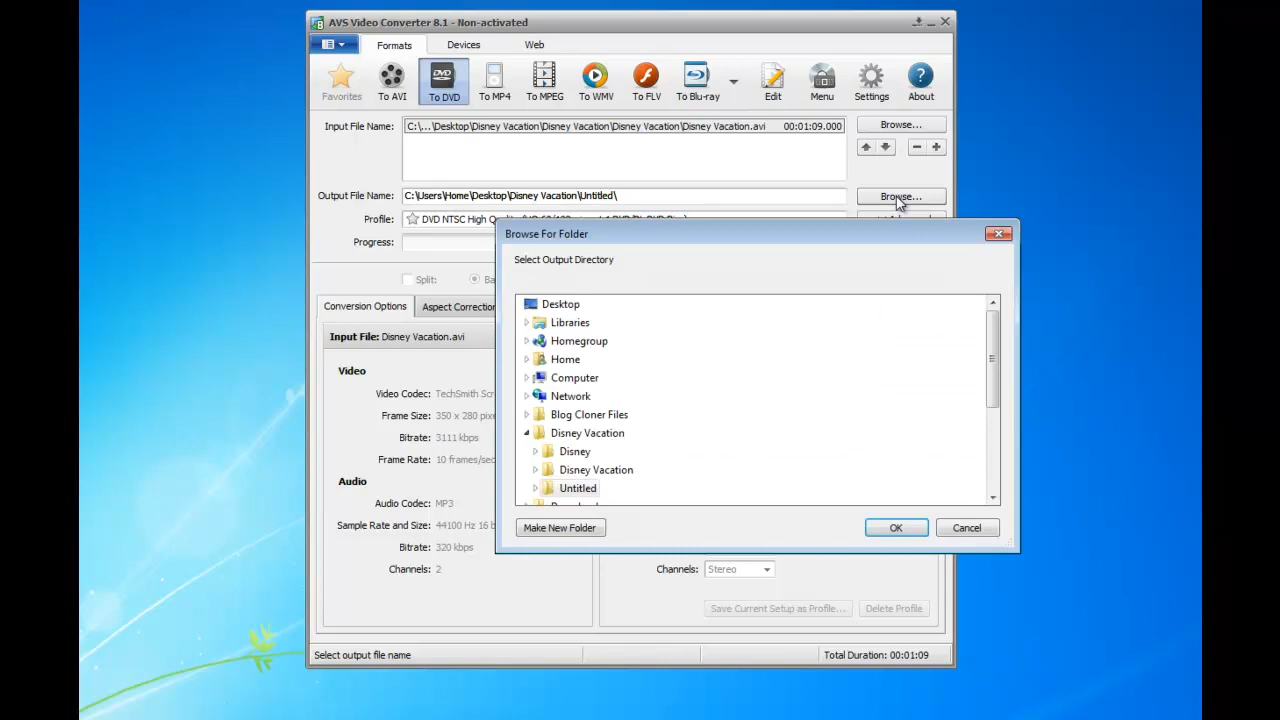 AVS Video Converter 8.1 - Non-activated
Formats Devices Web
Favorites To AVI To DVD To MP4 To MPEG To WMV To FLV To Blu-ray Edit Menu Settings About
Input File Name: C:\...\Desktop\Disney Vacation\Disney Vacation\Disney Vacation\Disney Vacation.avi 00:01:09.000 Browse...
Output File Name: C:\Users\Home\Desktop\Disney Vacation\Untitled\ Browse...
Profile: DVD NTSC High
Progress:
Split:
Conversion Options Aspect Correction
Input File: Disney Vacation.avi
Video
Video Codec: TechSmith Scr
Frame Size: 350 x 280 pixe
Bitrate: 3111 kbps
Frame Rate: 10 frames/sec
Audio
Audio Codec: MP3
Sample Rate and Size: 44100 Hz 16 b
Bitrate: 320 kbps
Channels: 2
Browse For Folder
Select Output Directory
Desktop
Libraries
Homegroup
Home
Computer
Network
Blog Cloner Files
Disney Vacation
Disney
Disney Vacation
Untitled
Make New Folder OK Cancel
Channels: Stereo
Save Current Setup as Profile... Delete Profile
Select output file name Total Duration: 00:01:09